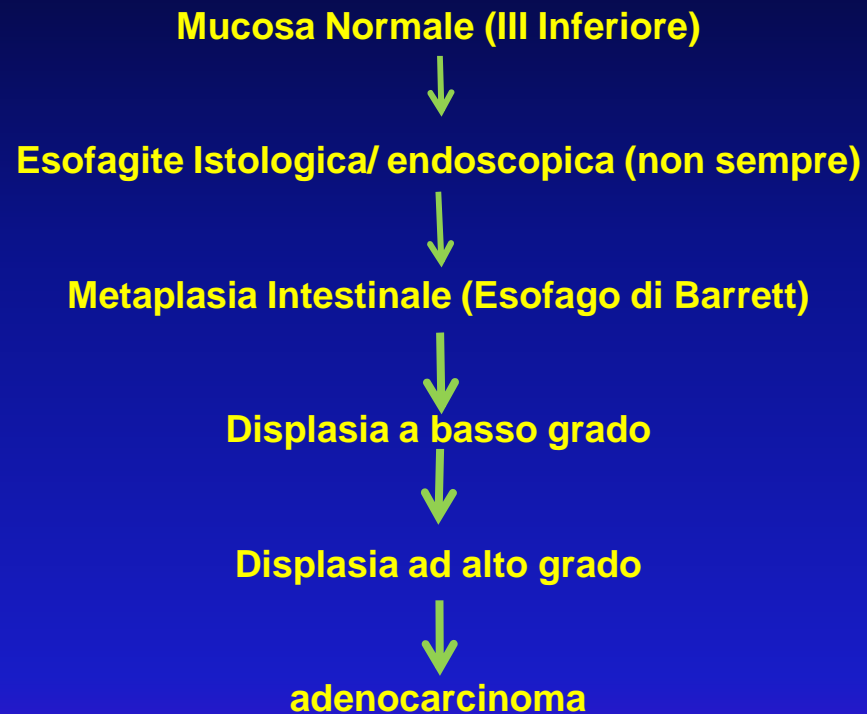 Mucosa Normale (III Inferiore)
Esofagite Istologica/ endoscopica (non sempre)
Metaplasia Intestinale (Esofago di Barrett)
Displasia a basso grado
Displasia ad alto grado
adenocarcinoma